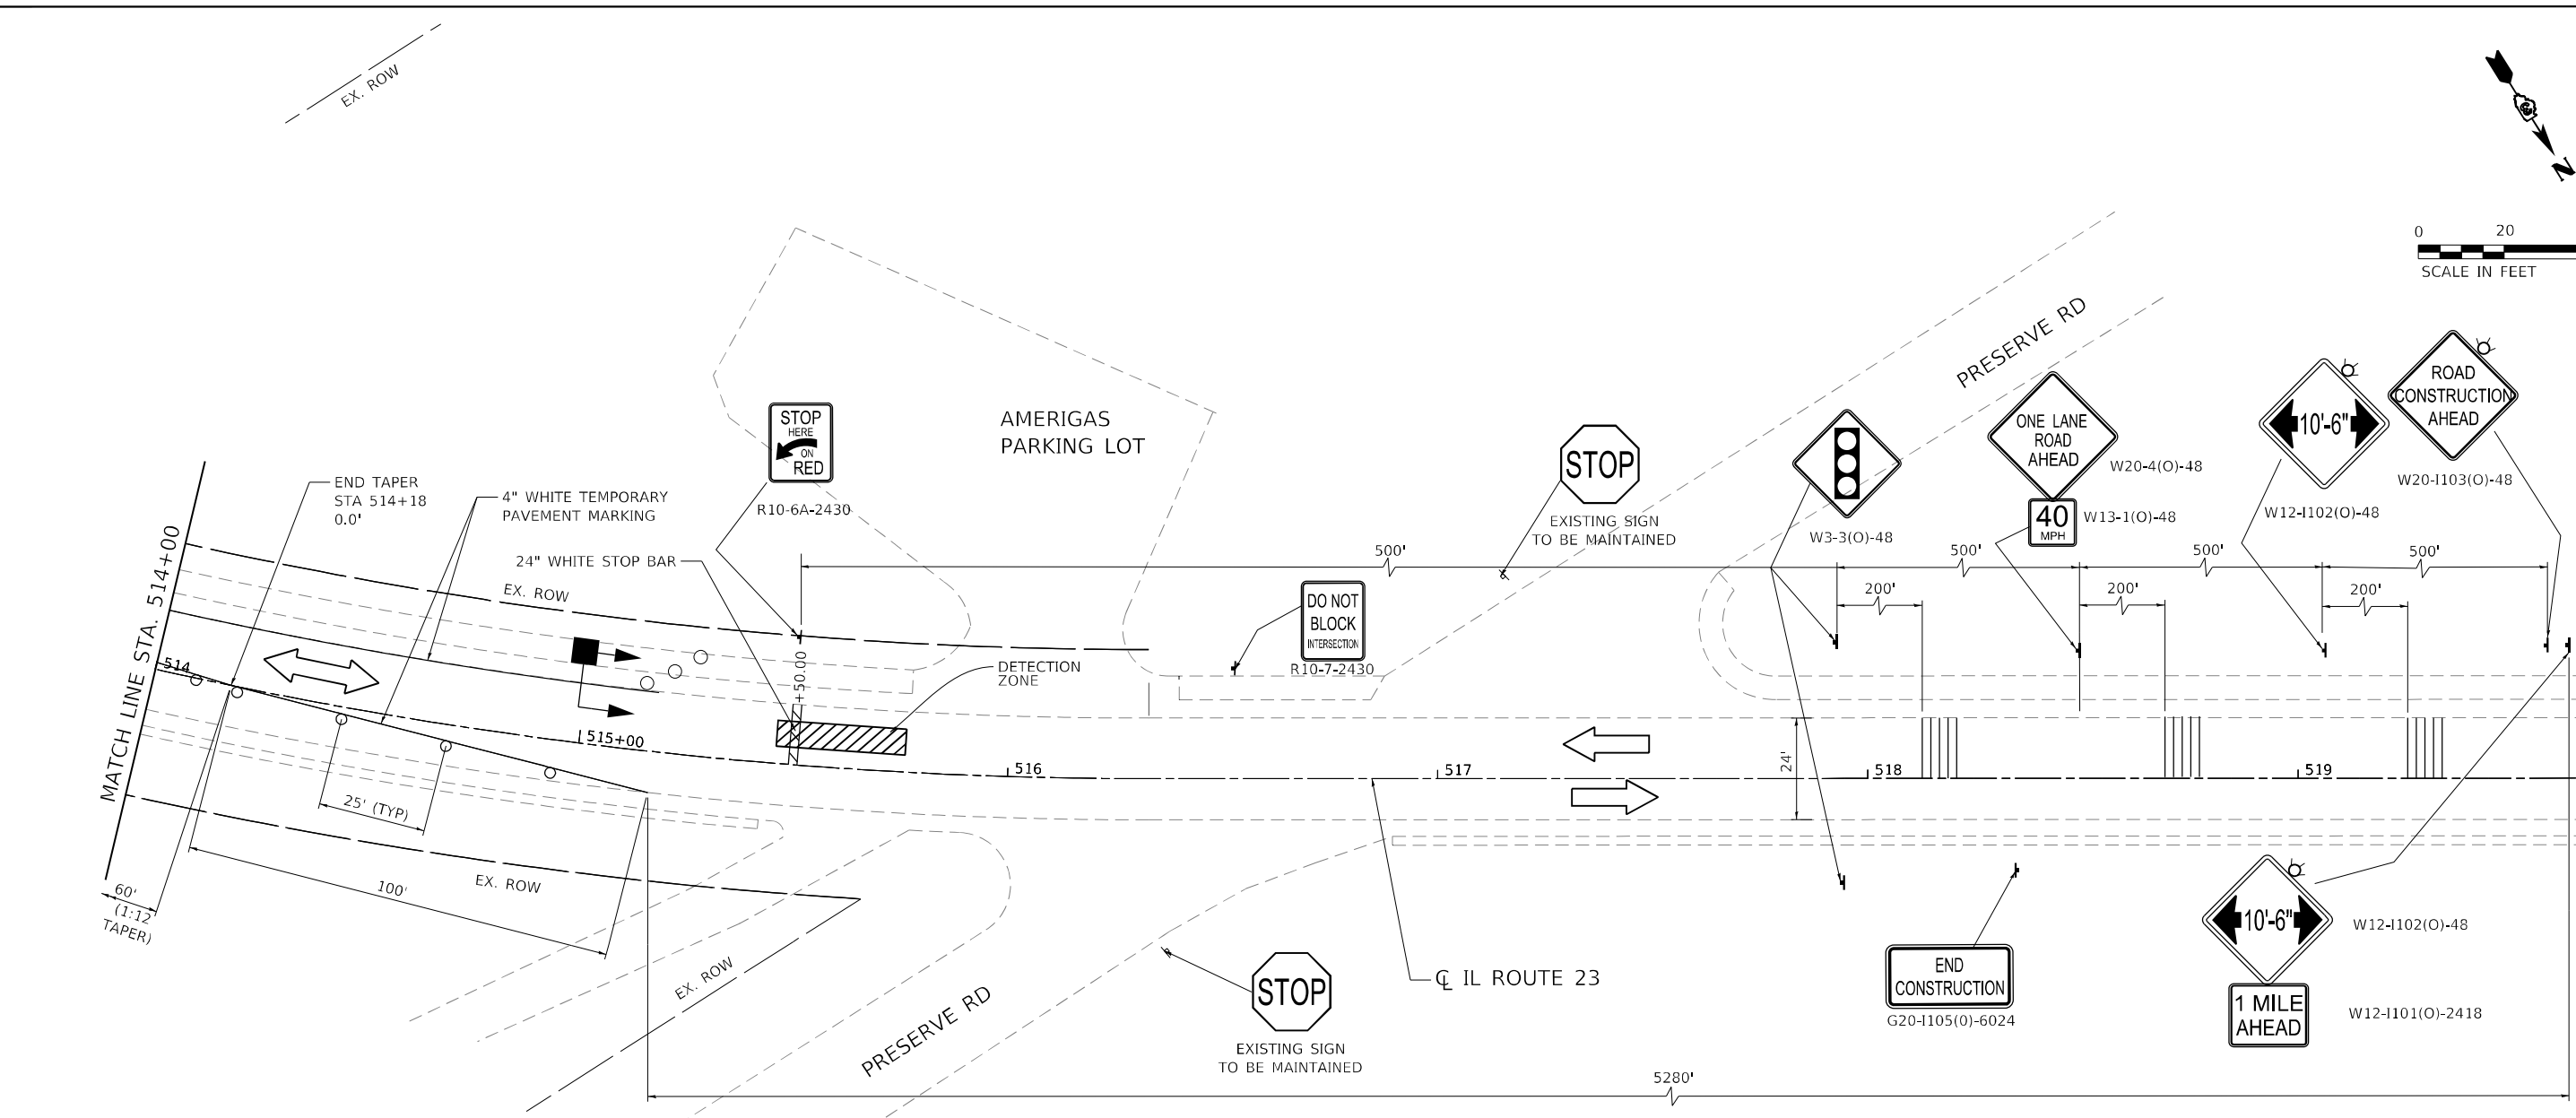 EX. ROW
N
0 20
SCALE IN FEET
PRESERVE RD
ROAD
CONSTRUCTION
AHEAD
W20-I103(O)-48
10'-6"
W12-I102(O)-48
ONE LANE
ROAD
AHEAD
W20-4(O)-48
40
MPH
W13-1(O)-48
W3-3(O)-48
STOP
EXISTING SIGN
TO BE MAINTAINED
AMERIGAS
PARKING LOT
STOP
HERE
ON
RED
R10-6A-2430
END TAPER
STA 514+18
0.0'
4" WHITE TEMPORARY
PAVEMENT MARKING
24" WHITE STOP BAR
MATCH LINE STA. 514+00
EX. ROW
500'
500'
500'
500'
200'
200'
200'
DO NOT
BLOCK
INTERSECTION
R10-7-2430
DETECTION
ZONE
+50.00
514
515+00
516
517
518
519
24'
25' (TYP)
100'
60'
(1:12
TAPER)
EX. ROW
EX. ROW
PRESERVE RD
STOP
EXISTING SIGN
TO BE MAINTAINED
℄ IL ROUTE 23
END
CONSTRUCTION
G20-I105(0)-6024
10'-6"
W12-I102(O)-48
1 MILE
AHEAD
W12-I101(O)-2418
5280'